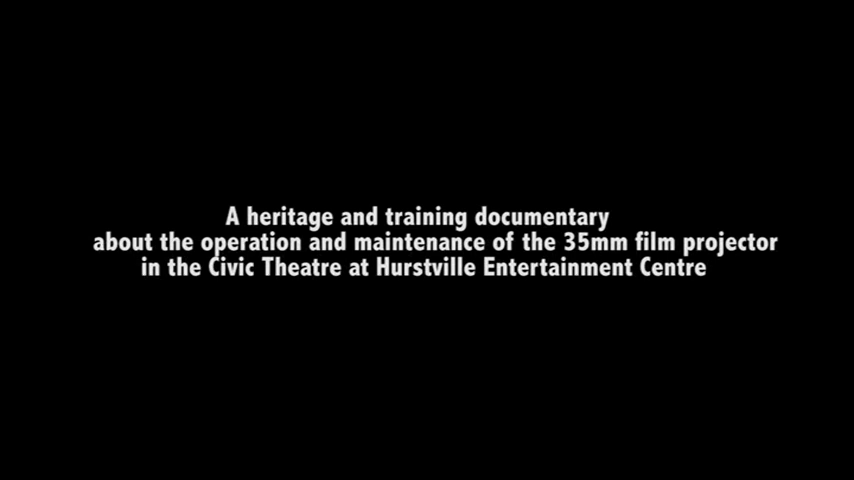 A heritage and training documentary
about the operation and maintenance of the 35mm film projector
in the Civic Theatre at Hurstville Entertainment Centre